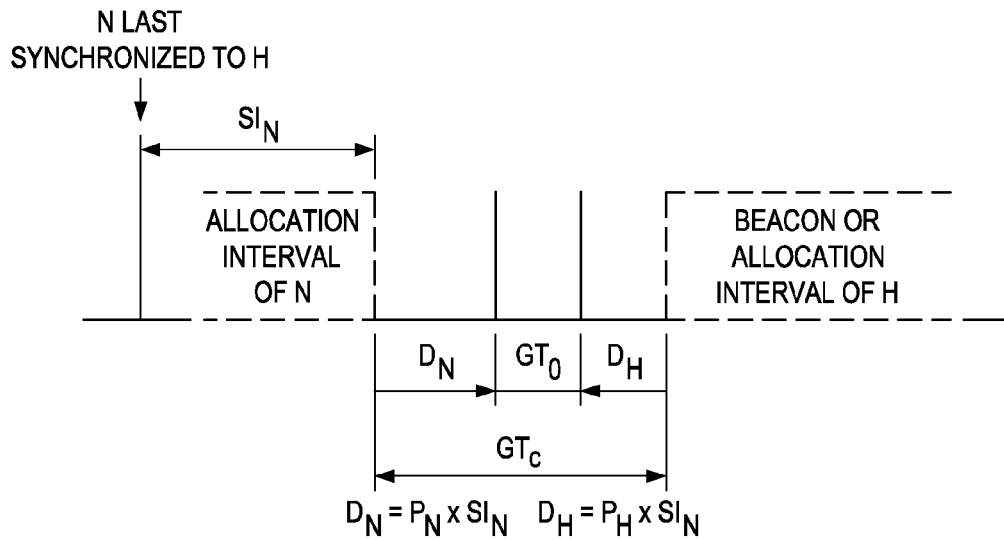 N LAST
SYNCHRONIZED TO H
SI_N
ALLOCATION
INTERVAL
OF N
BEACON OR
ALLOCATION
INTERVAL OF H
D_N
GT_0
D_H
GT_c
D_N = P_N x SI_N
D_H = P_H x SI_N